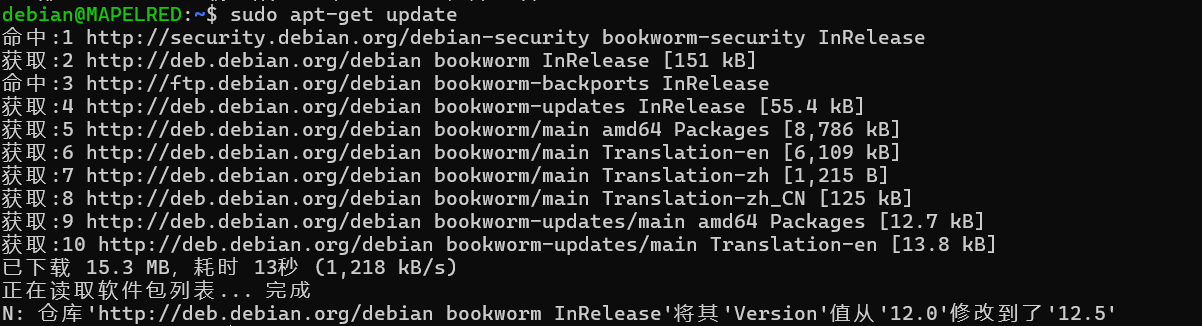 debian@MAPELRED:~$ sudo apt-get update
命中:1 http://security.debian.org/debian-security bookworm-security InRelease
获取:2 http://deb.debian.org/debian bookworm InRelease [151 kB]
命中:3 http://ftp.debian.org/debian bookworm-backports InRelease
获取:4 http://deb.debian.org/debian bookworm-updates InRelease [55.4 kB]
获取:5 http://deb.debian.org/debian bookworm/main amd64 Packages [8,786 kB]
获取:6 http://deb.debian.org/debian bookworm/main Translation-en [6,109 kB]
获取:7 http://deb.debian.org/debian bookworm/main Translation-zh [1,215 B]
获取:8 http://deb.debian.org/debian bookworm/main Translation-zh_CN [125 kB]
获取:9 http://deb.debian.org/debian bookworm-updates/main amd64 Packages [12.7 kB]
获取:10 http://deb.debian.org/debian bookworm-updates/main Translation-en [13.8 kB]
已下载 15.3 MB, 耗时 13秒 (1,218 kB/s)
正在读取软件包列表... 完成
N: 仓库'http://deb.debian.org/debian bookworm InRelease'将其'Version'值从'12.0'修改到了'12.5'